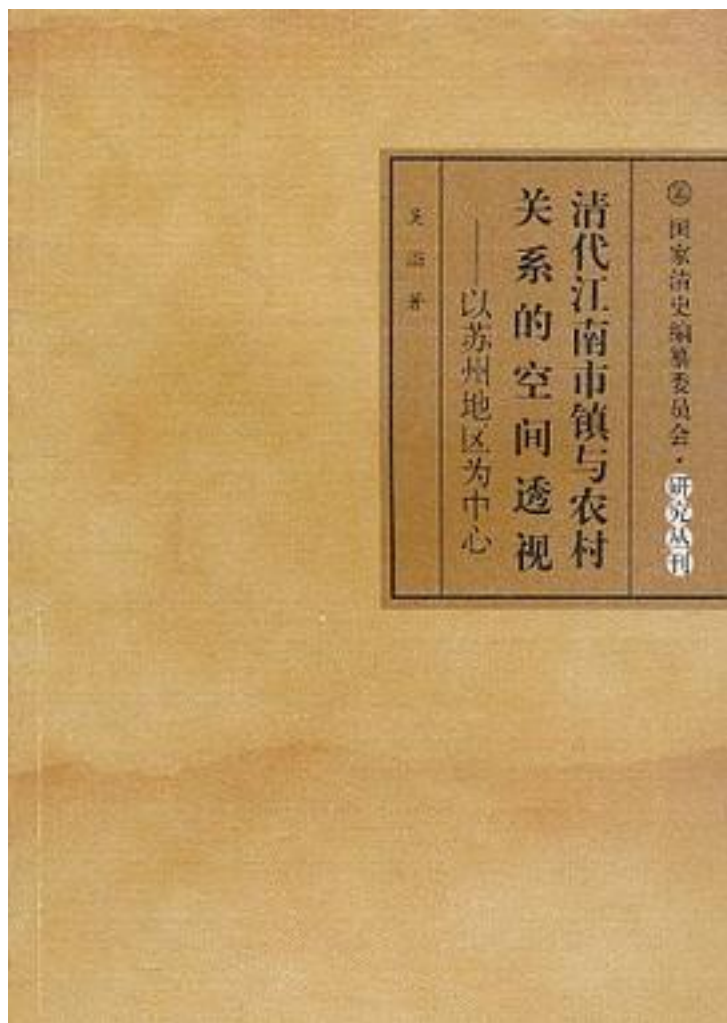 国家清史编纂委员会·研究丛刊
清代江南市镇与农村
关系的空间透视
——以苏州地区为中心
吴滔 著